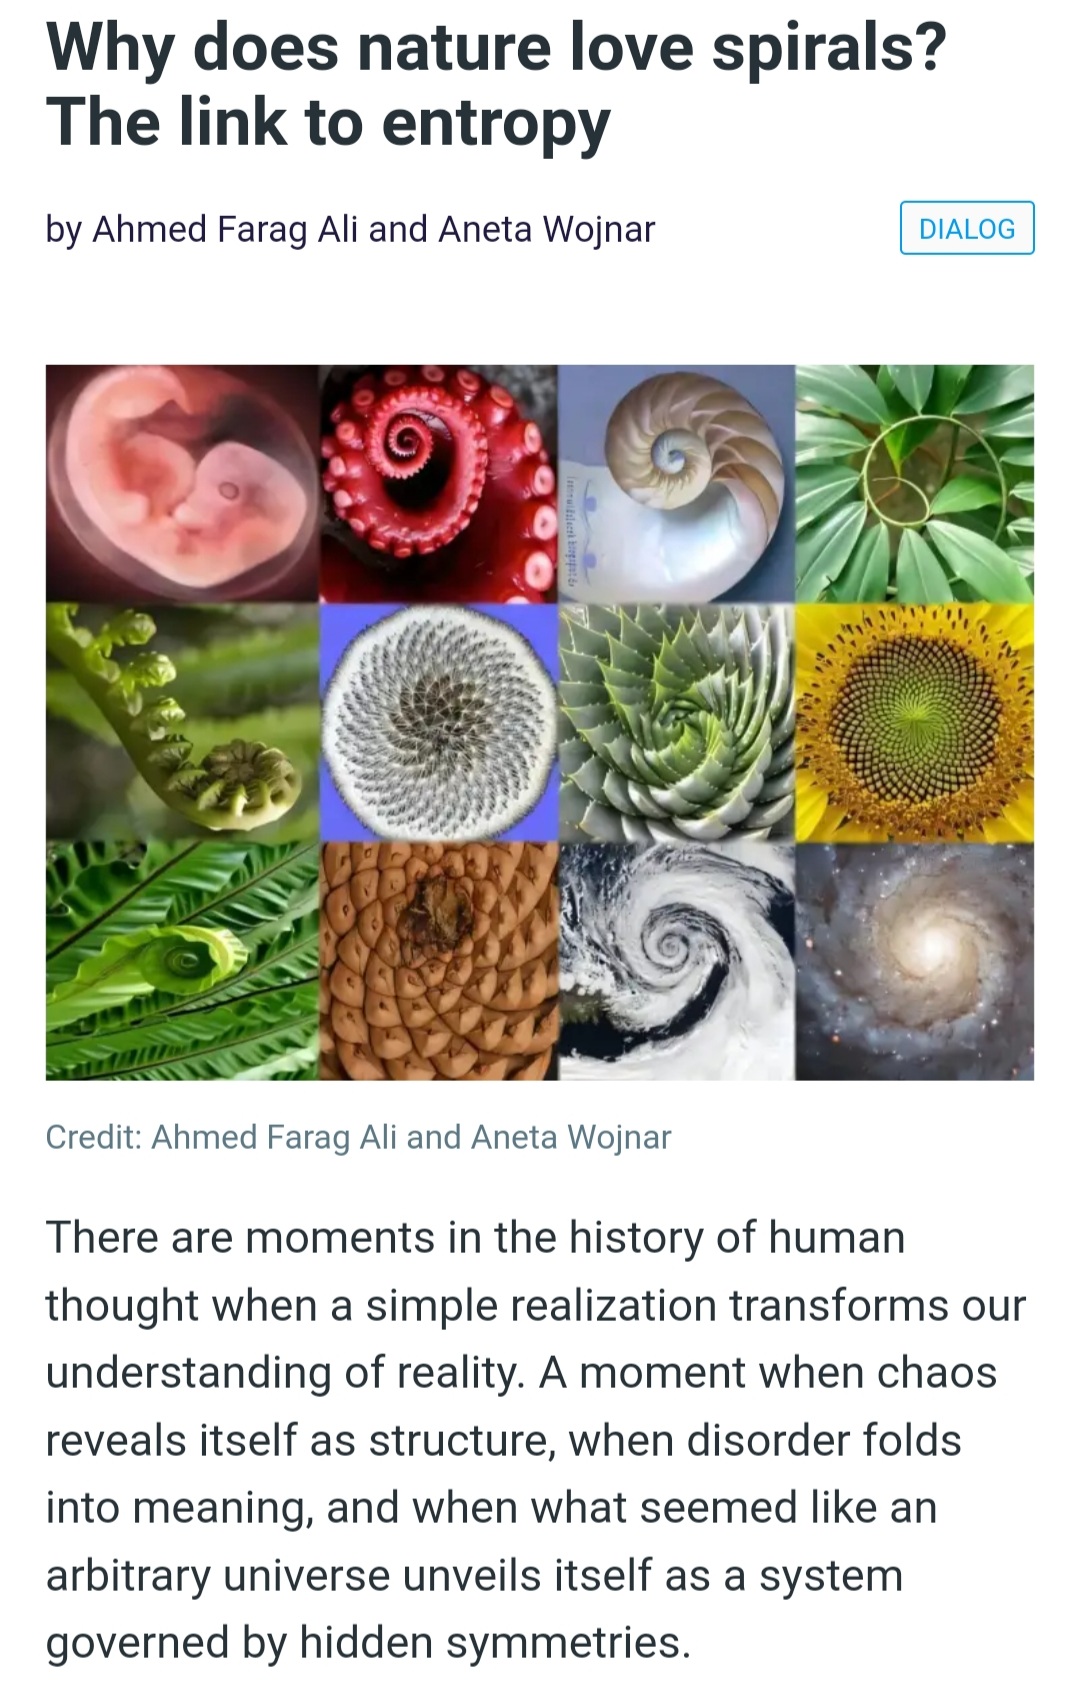 Why does nature love spirals?
The link to entropy
by Ahmed Farag Ali and Aneta Wojnar
DIALOG
Credit: Ahmed Farag Ali and Aneta Wojnar
There are moments in the history of human
thought when a simple realization transforms our
understanding of reality. A moment when chaos
reveals itself as structure, when disorder folds
into meaning, and when what seemed like an
arbitrary universe unveils itself as a system
governed by hidden symmetries.